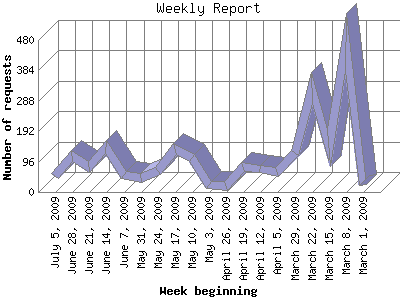 Weekly Report
Number of requests
480
384
288
192
96
0
July 5, 2009
June 28, 2009
June 21, 2009
June 14, 2009
June 7, 2009
May 31, 2009
May 24, 2009
May 17, 2009
May 10, 2009
May 3, 2009
April 26, 2009
April 19, 2009
April 12, 2009
April 5, 2009
March 29, 2009
March 22, 2009
March 15, 2009
March 8, 2009
March 1, 2009
Week beginning